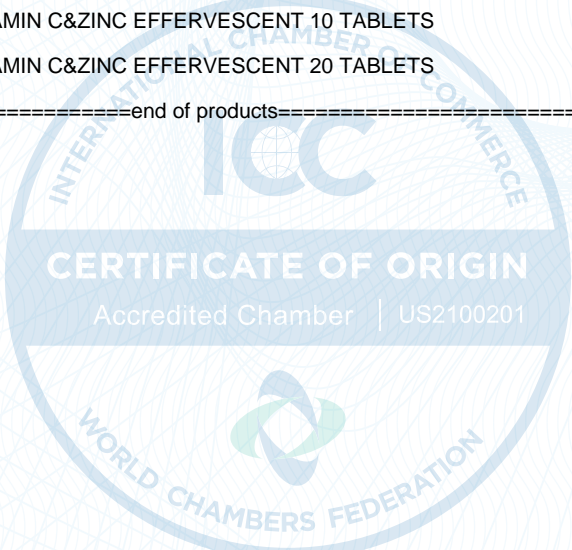 AMIN C&ZINC EFFERVESCENT 10 TABLETS
AMIN C&ZINC EFFERVESCENT 20 TABLETS
===========end of products========================
INTERNATIONAL CHAMBER OF COMMERCE
ICC
CERTIFICATE OF ORIGIN
Accredited Chamber | US2100201
WORLD CHAMBERS FEDERATION